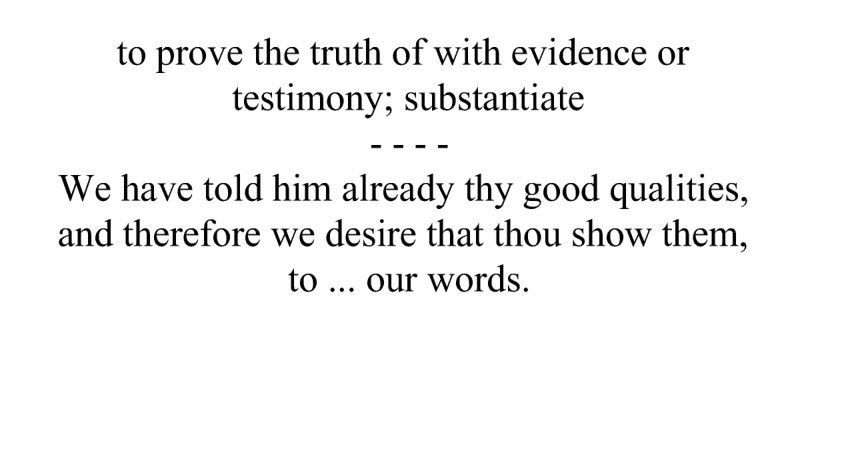 to prove the truth of with evidence or
testimony; substantiate
- - - -
We have told him already thy good qualities,
and therefore we desire that thou show them,
to ... our words.